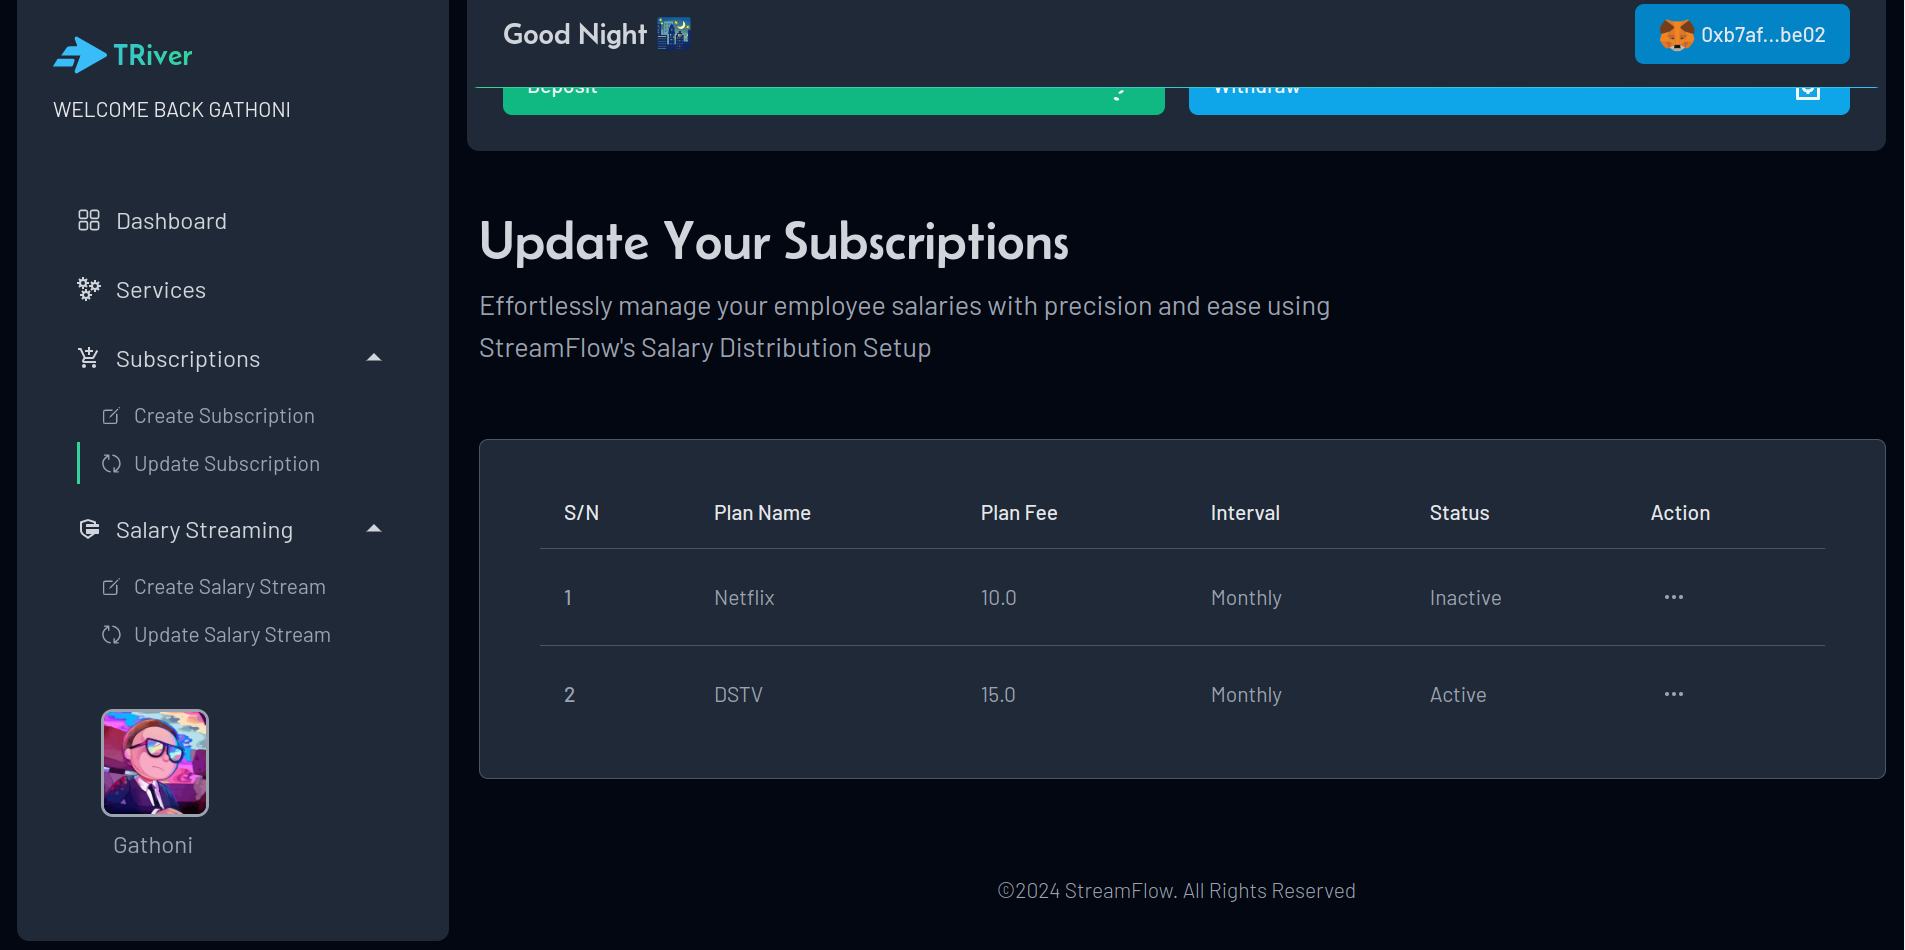 TRiver
WELCOME BACK GATHONI
Dashboard
Services
Subscriptions
Create Subscription
Update Subscription
Salary Streaming
Create Salary Stream
Update Salary Stream
Gathoni
Good Night
0xb7af...be02
Deposit
Withdraw
Update Your Subscriptions
Effortlessly manage your employee salaries with precision and ease using
StreamFlow's Salary Distribution Setup
S/N Plan Name Plan Fee Interval Status Action
1 Netflix 10.0 Monthly Inactive ···
2 DSTV 15.0 Monthly Active ···
©2024 StreamFlow. All Rights Reserved